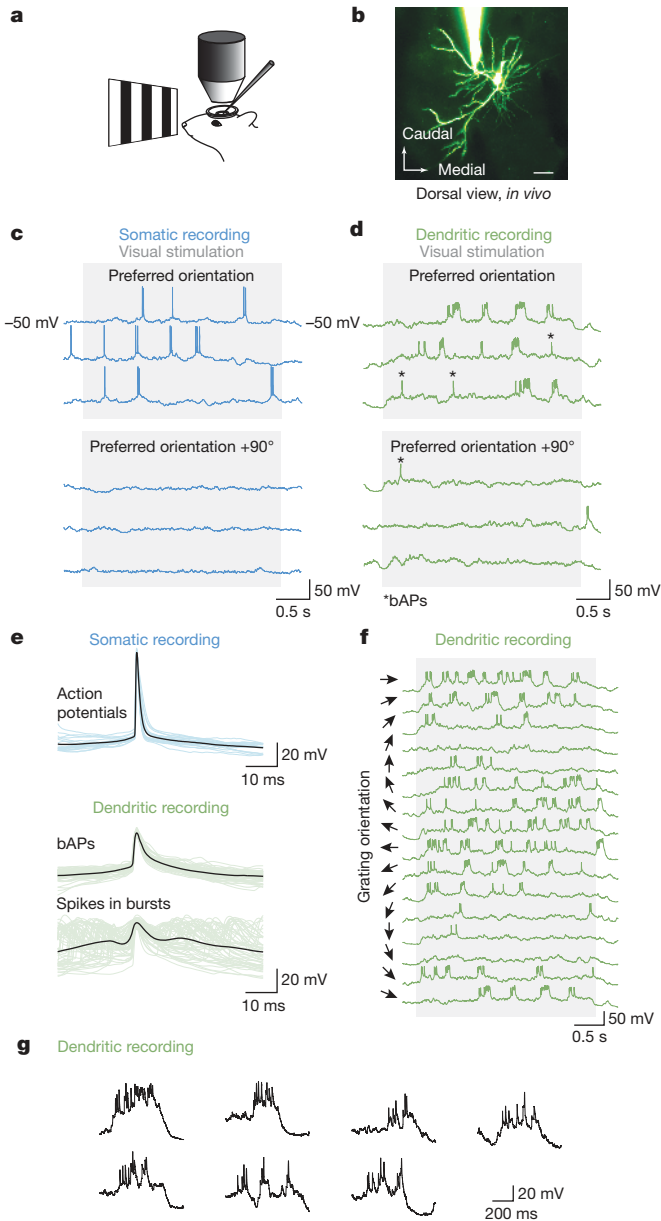 a
b
Caudal
Medial
Dorsal view, in vivo
c
Somatic recording
Visual stimulation
Preferred orientation
–50 mV
Preferred orientation +90°
50 mV
0.5 s
d
Dendritic recording
Visual stimulation
Preferred orientation
–50 mV
*
*
*
Preferred orientation +90°
*
50 mV
0.5 s
*bAPs
e
Somatic recording
Action
potentials
20 mV
10 ms
Dendritic recording
bAPs
Spikes in bursts
20 mV
10 ms
f
Dendritic recording
Grating orientation
50 mV
0.5 s
g
Dendritic recording
20 mV
200 ms